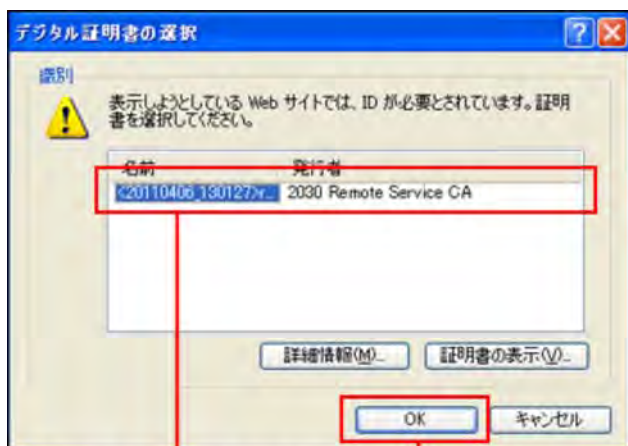 デジタル証明書の選択
識別
表示しようとしている Web サイトでは、ID が必要とされています。証明
書を選択してください。
名前 発行者
<20110406_130127>r... 2030 Remote Service CA
詳細情報(M)... 証明書の表示(V)...
OK キャンセル